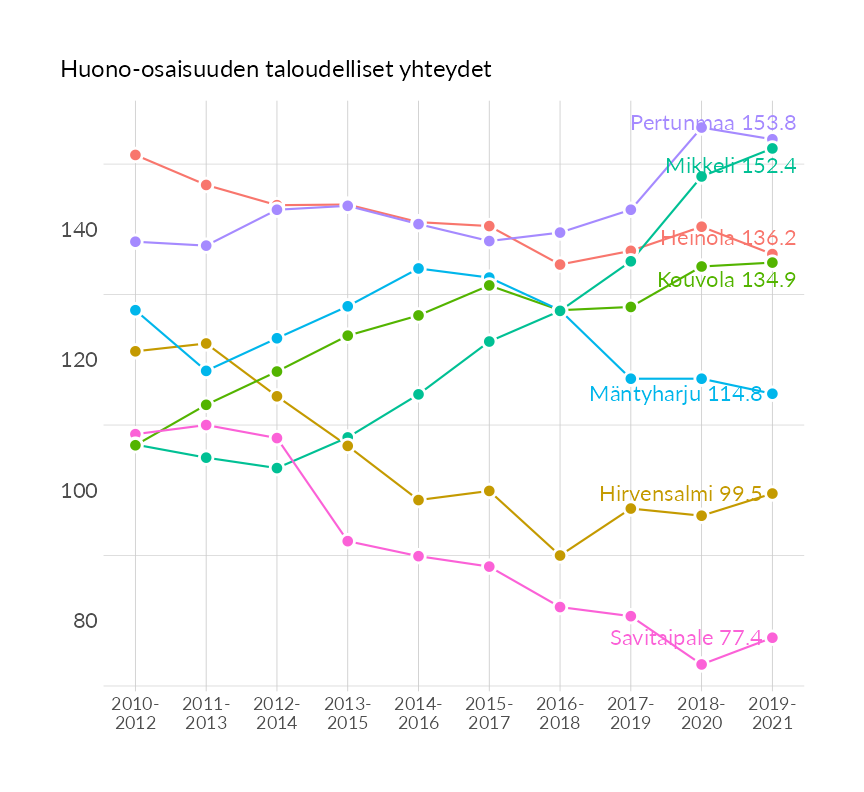 Huono-osaisuuden taloudelliset yhteydet
Pertunmaa 153.8
Mikkeli 152.4
140
Heinola 136.2
Kouvola 134.9
120
Mäntyharju 114.8
100
Hirvensalmi 99.5
80
Savitaipale 77.4
2010- 2011- 2012- 2013- 2014- 2015- 2016- 2017- 2018- 2019-
2012 2013 2014 2015 2016 2017 2018 2019 2020 2021